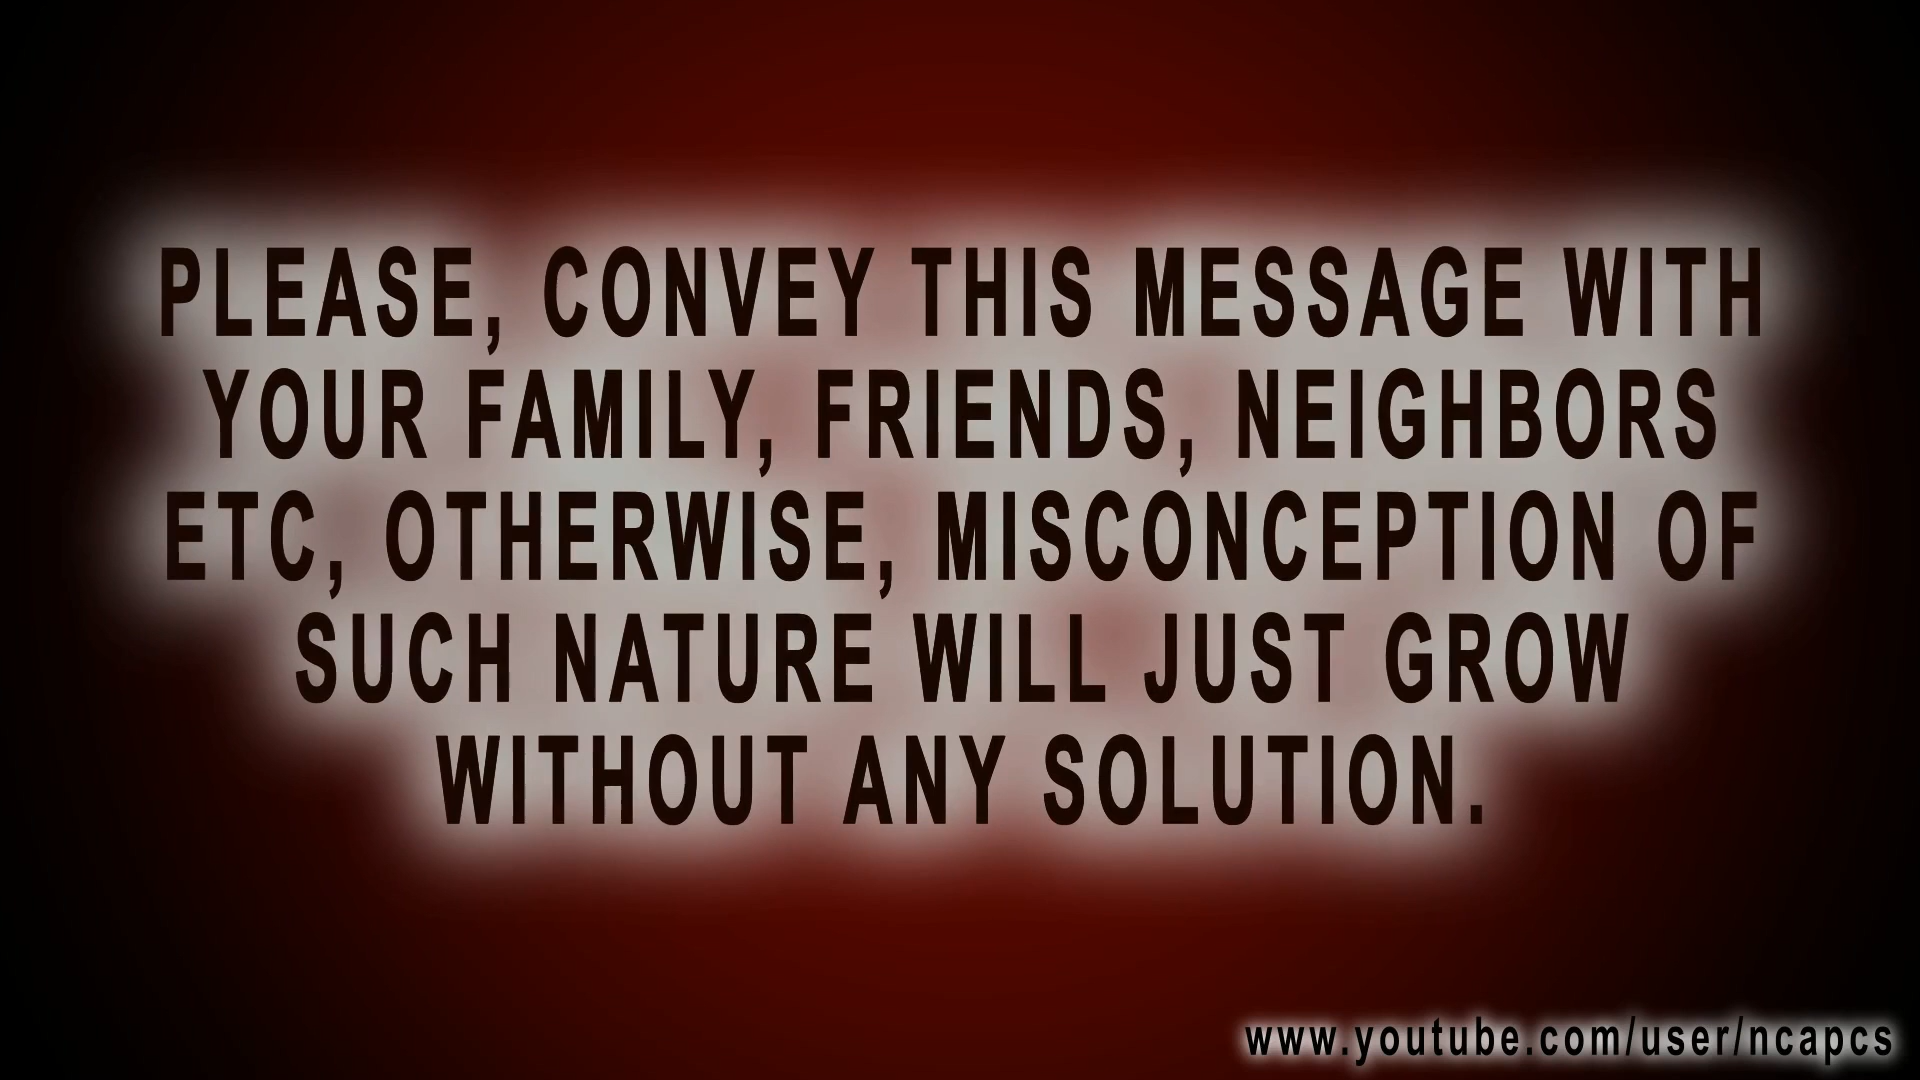 PLEASE, CONVEY THIS MESSAGE WITH
YOUR FAMILY, FRIENDS, NEIGHBORS
ETC, OTHERWISE, MISCONCEPTION OF
SUCH NATURE WILL JUST GROW
WITHOUT ANY SOLUTION.
www.youtube.com/user/ncapcs